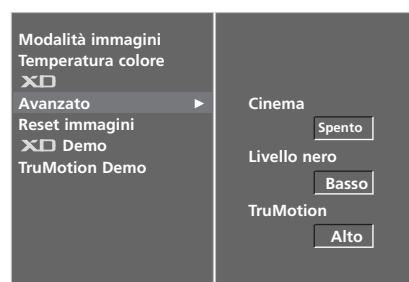 Modalità immagini
Temperatura colore
XD
Avanzato ►
Reset immagini
XD Demo
TruMotion Demo
Cinema
Spento
Livello nero
Basso
TruMotion
Alto